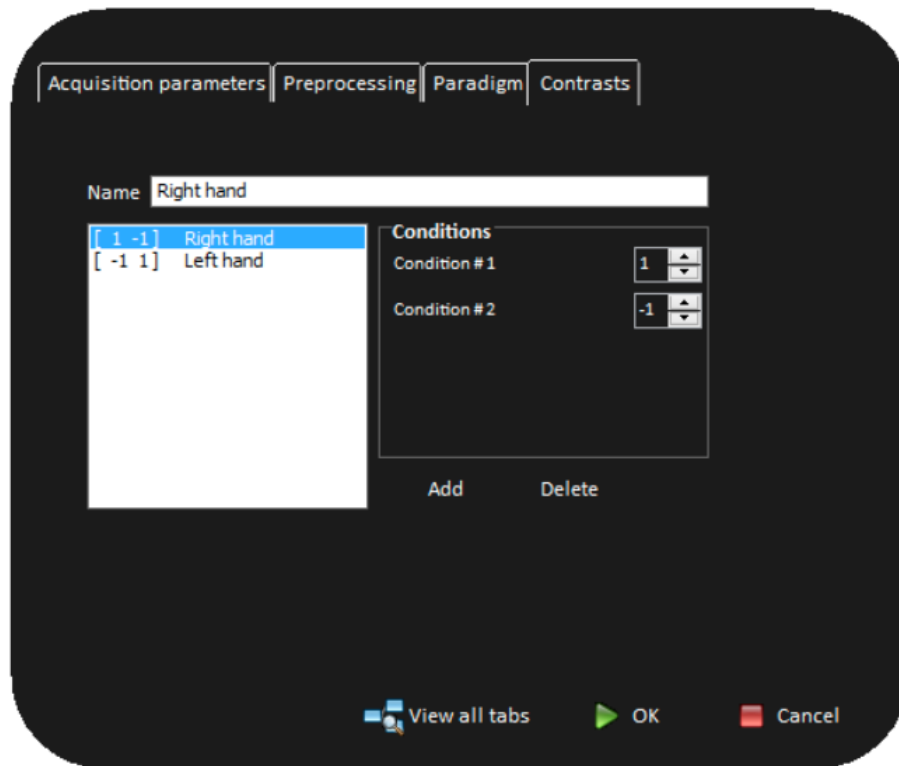 Acquisition parameters Preprocessing Paradigm Contrasts
Name Right hand
[ 1 -1] Right hand
[ -1 1] Left hand
Conditions
Condition #1 1
Condition #2 -1
Add Delete
View all tabs OK Cancel